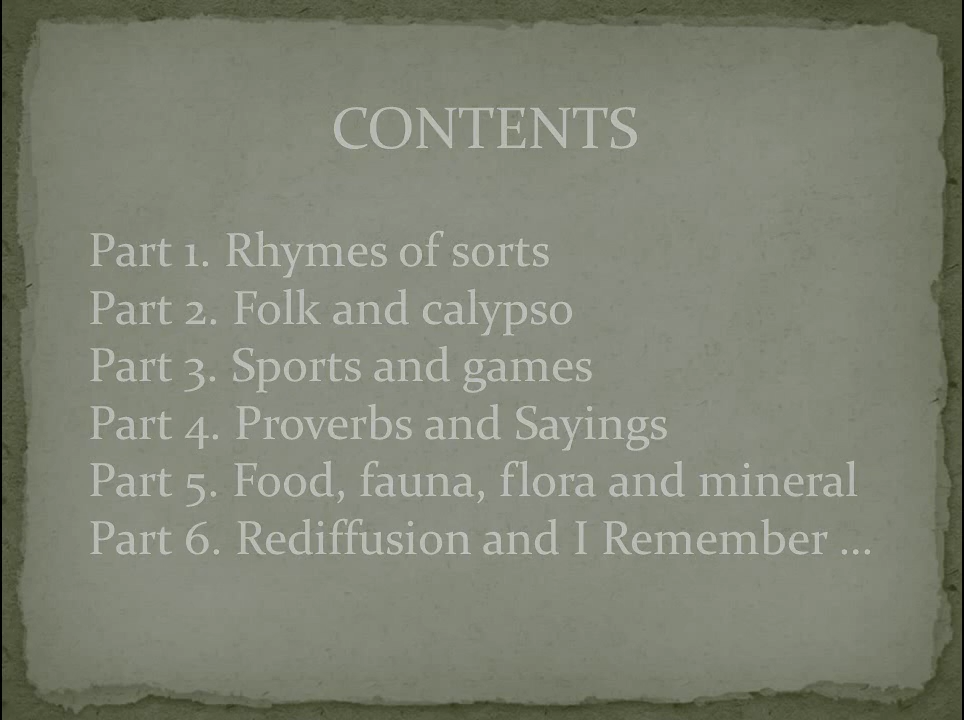 CONTENTS
Part 1. Rhymes of sorts
Part 2. Folk and calypso
Part 3. Sports and games
Part 4. Proverbs and Sayings
Part 5. Food, fauna, flora and mineral
Part 6. Rediffusion and I Remember ...